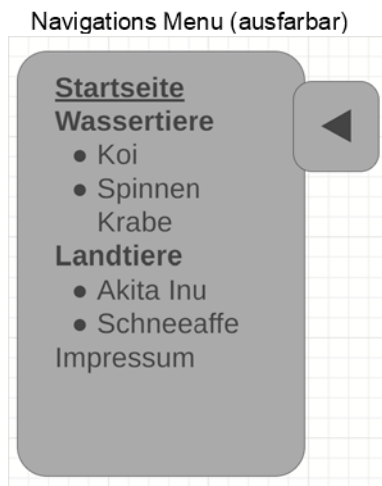 Navigations Menu (ausfarbar)
Startseite
Wassertiere
● Koi
● Spinnen
Krabe
Landtiere
● Akita Inu
● Schneeaffe
Impressum